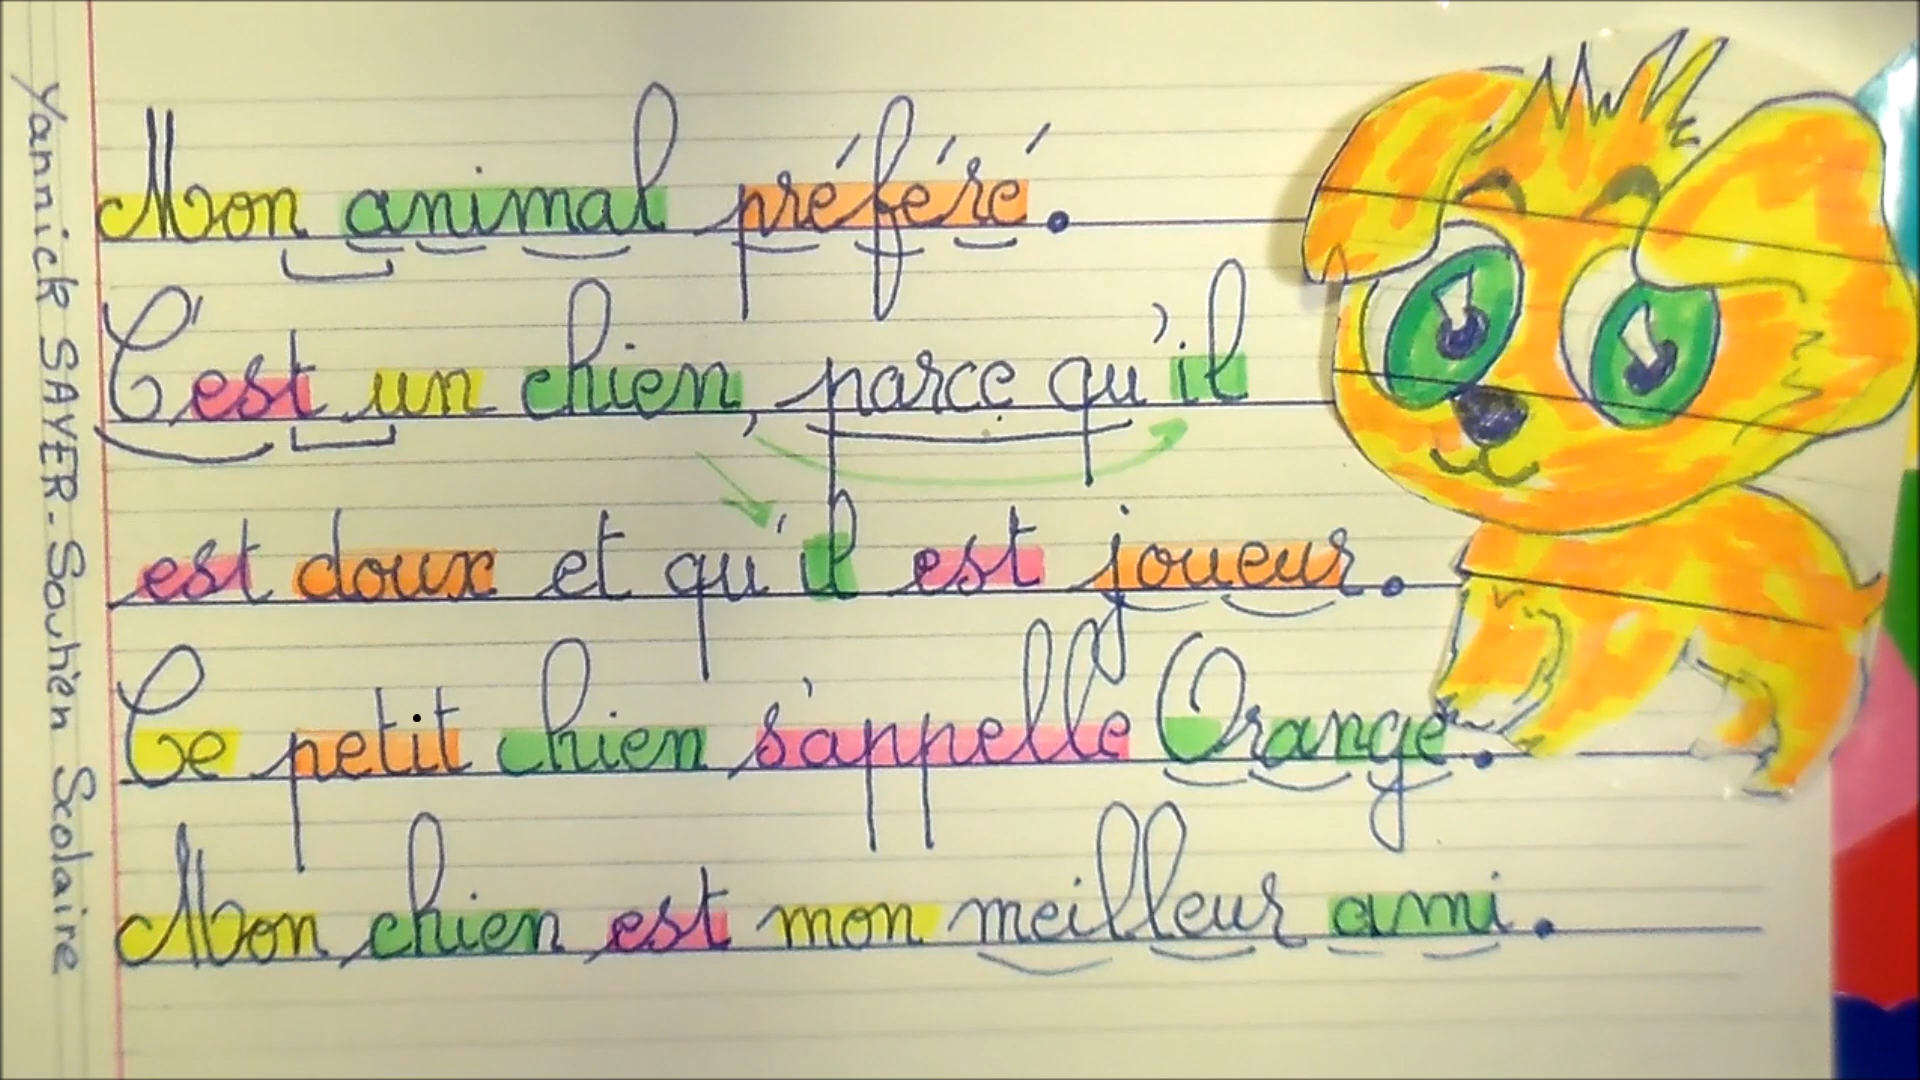 Mon animal préféré.
C'est un chien, parce qu'il
est doux et qu'il est joueur.
Ce petit chien s'appelle Orange.
Mon chien est mon meilleur ami.
Yannick SAYER - Soutien Scolaire